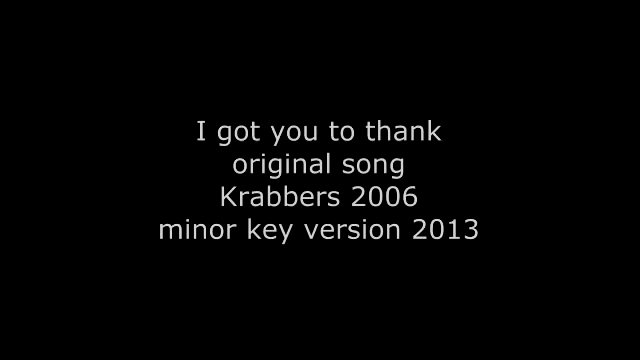 I got you to thank
original song
Krabbers 2006
minor key version 2013